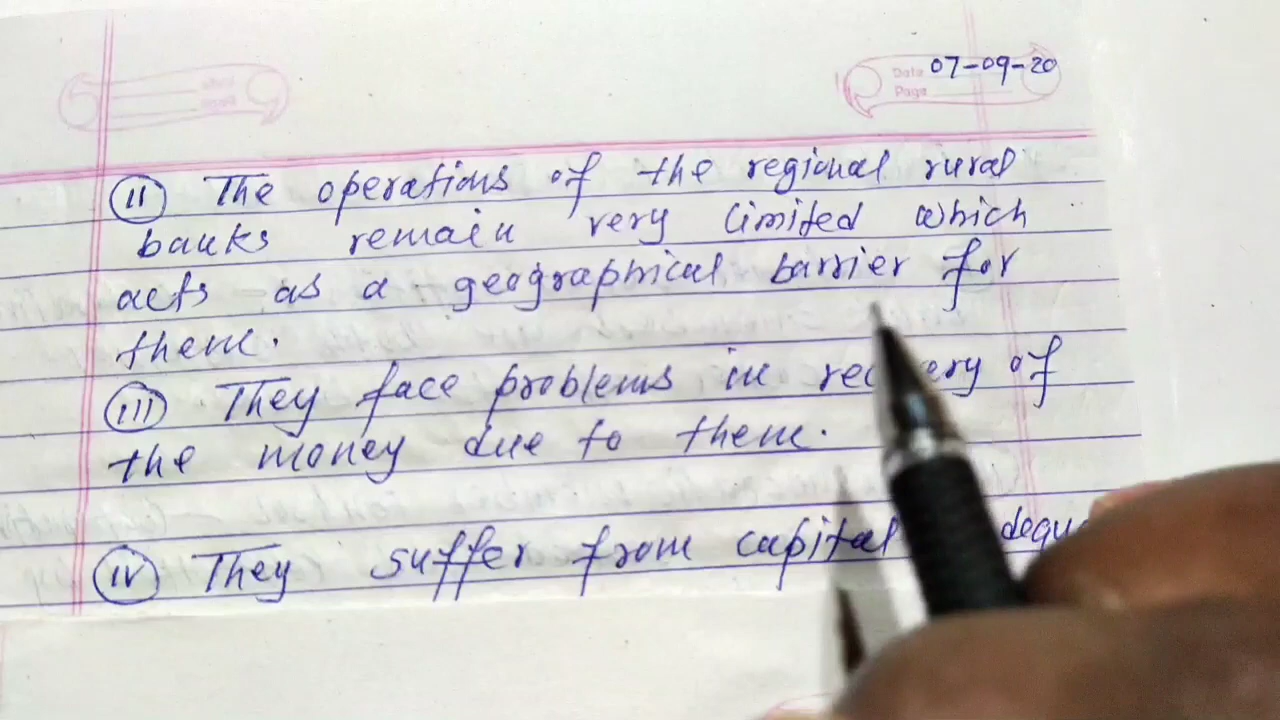 Date 07-09-20
Page
II The operations of the regional rural
banks remain very limited which
acts as a geographical barrier for
them.
III They face problems in recovery of
the money due to them.
IV They suffer from capital